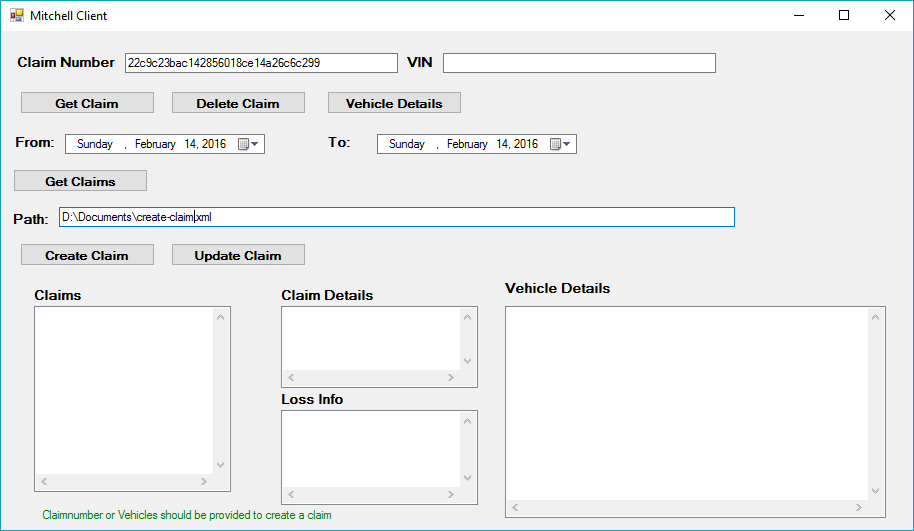 Mitchell Client
Claim Number 22c9c23bac142856018ce14a26c6c299 VIN
Get Claim Delete Claim Vehicle Details
From: Sunday , February 14, 2016 To: Sunday , February 14, 2016
Get Claims
Path: D:\Documents\create-claim.xml
Create Claim Update Claim
Claims Claim Details Vehicle Details
Loss Info
Claimnumber or Vehicles should be provided to create a claim